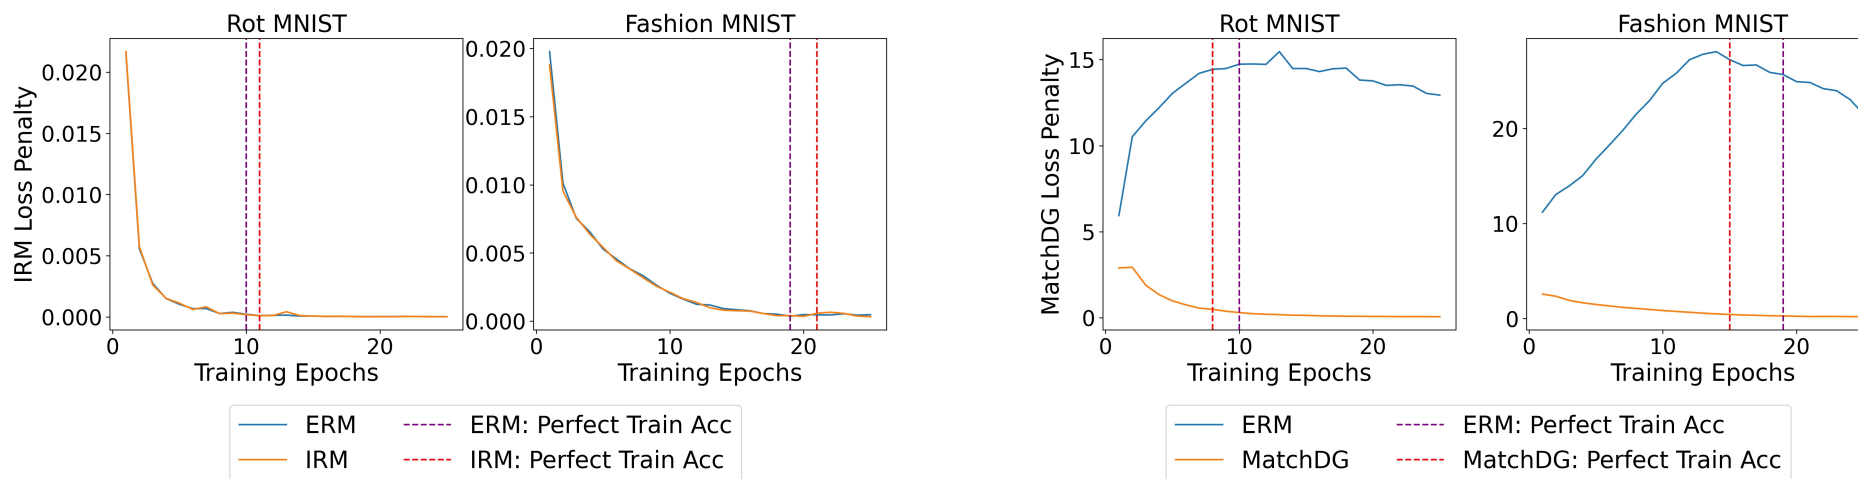 Rot MNIST
Fashion MNIST
IRM Loss Penalty
0.020
0.015
0.010
0.005
0.000
0.020
0.015
0.010
0.005
0.000
0 10 20
0 10 20
Training Epochs
Training Epochs
ERM
IRM
ERM: Perfect Train Acc
IRM: Perfect Train Acc
Rot MNIST
Fashion MNIST
MatchDG Loss Penalty
15
10
5
0
20
10
0
0 10 20
0 10 20
Training Epochs
Training Epochs
ERM
MatchDG
ERM: Perfect Train Acc
MatchDG: Perfect Train Acc